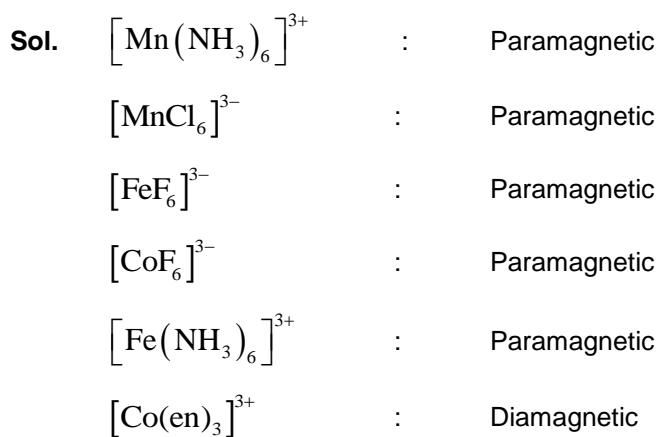 Sol. [Mn(NH₃)₆]³⁺ : Paramagnetic
[MnCl₆]³⁻ : Paramagnetic
[FeF₆]³⁻ : Paramagnetic
[CoF₆]³⁻ : Paramagnetic
[Fe(NH₃)₆]³⁺ : Paramagnetic
[Co(en)₃]³⁺ : Diamagnetic